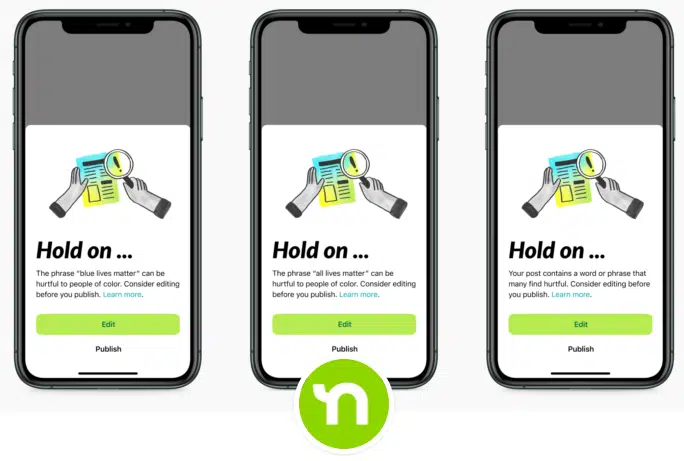 Hold on ...
The phrase “blue lives matter” can be
hurtful to people of color. Consider editing
before you publish. Learn more.
Edit
Publish
Hold on ...
The phrase “all lives matter” can be
hurtful to people of color. Consider editing
before you publish. Learn more.
Edit
Publish
Hold on ...
Your post contains a word or phrase that
many find hurtful. Consider editing before
you publish. Learn more.
Edit
Publish
n